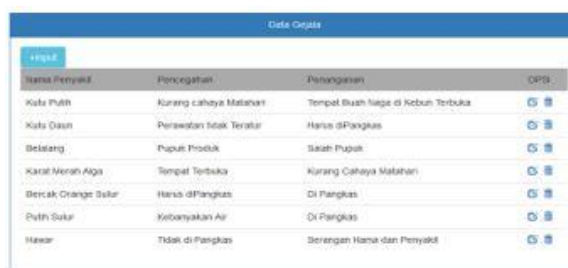 Data Gejala
+Input
Nama Penyakit Pencegahan Penanganan OPSI
Kutu Putih Kurang cahaya Matahari Tempat Buah Naga di Kebun Terbuka
Kutu Daun Perawatan tidak Teratur Harus diPangkas
Belalang Pupuk Produk Salah Pupuk
Karat Merah Alga Tempat Terbuka Kurang Cahaya Matahari
Bercak Orange Sulur Harus diPangkas Di Pangkas
Putih Sulur Kebanyakan Air Di Pangkas
Hawar Tidak di Pangkas Serangan Hama dan Penyakit